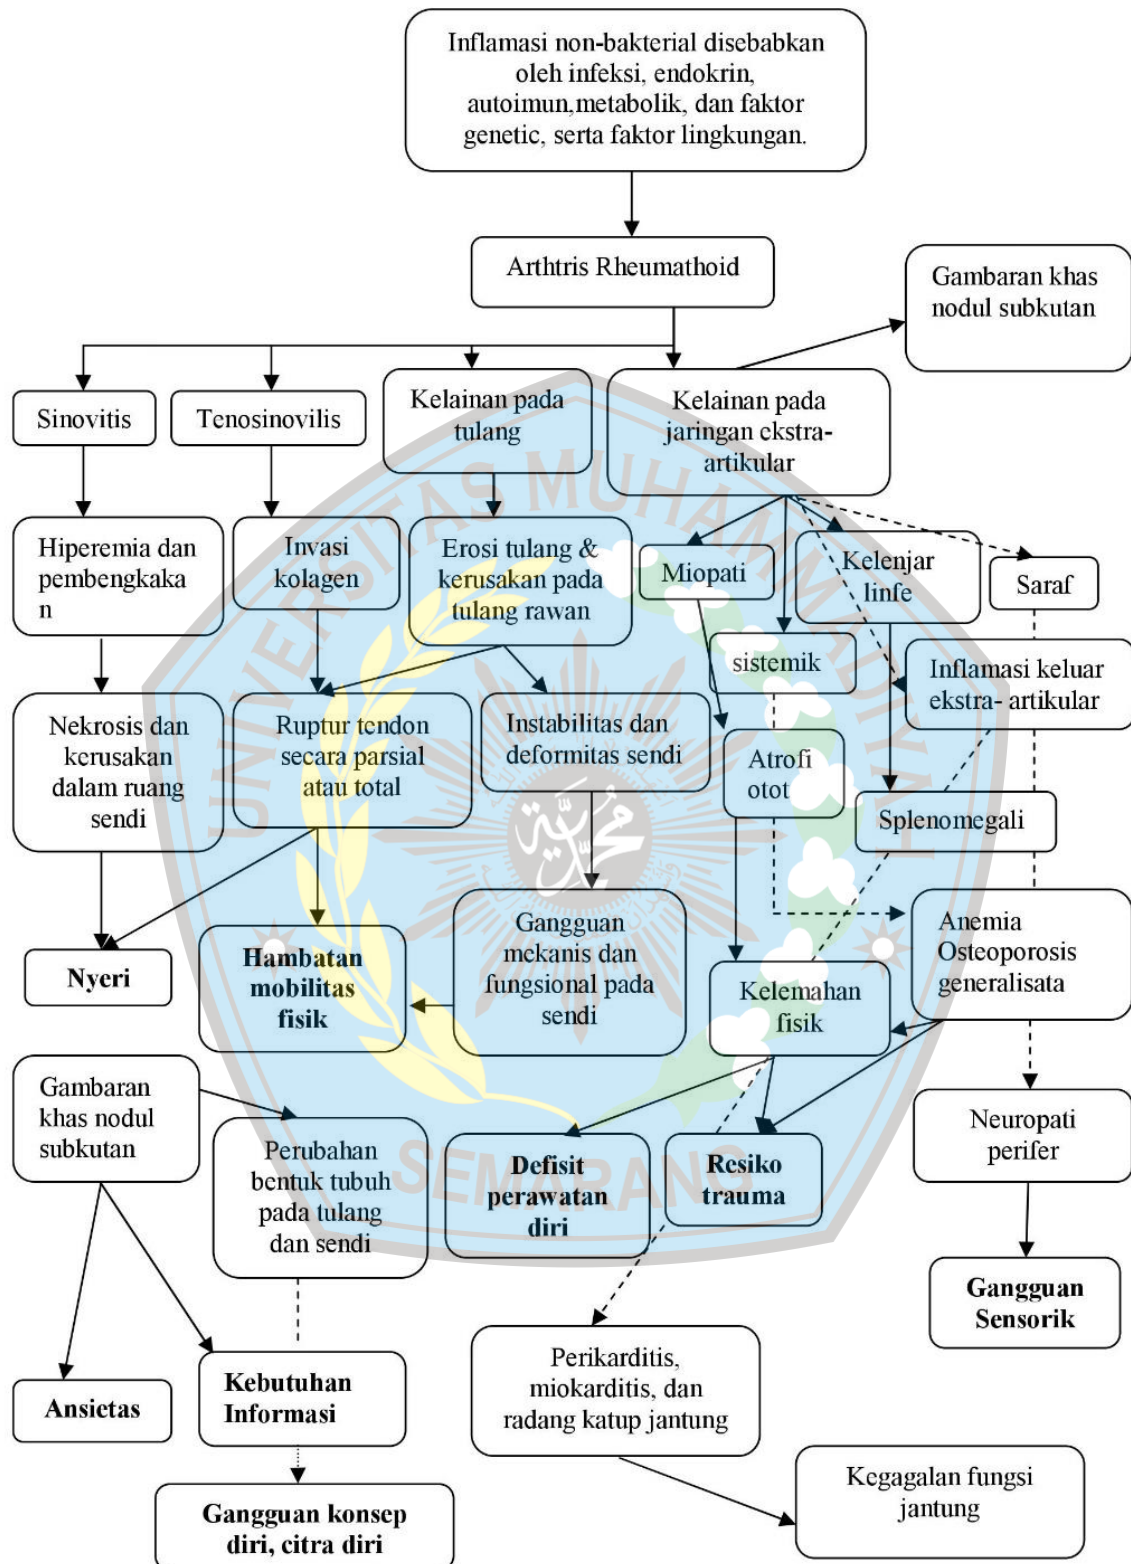 Inflamasi non-bakterial disebabkan
oleh infeksi, endokrin,
autoimun,metabolik, dan faktor
genetic, serta faktor lingkungan.
Arthtris Rheumathoid
Gambaran khas
nodul subkutan
Sinovitis
Tenosinovilis
Kelainan pada
tulang
Kelainan pada
jaringan ekstra-
artikular
Hiperemia dan
pembengkaka
n
Invasi
kolagen
Erosi tulang &
kerusakan pada
tulang rawan
Miopati
Kelenjar
linfe
Saraf
sistemik
Inflamasi keluar
ekstra- artikular
Nekrosis dan
kerusakan
dalam ruang
sendi
Ruptur tendon
secara parsial
atau total
Instabilitas dan
deformitas sendi
Atrofi
otot
Splenomegali
Nyeri
Hambatan
mobilitas
fisik
Gangguan
mekanis dan
fungsional pada
sendi
Kelemahan
fisik
Anemia
Osteoporosis
generalisata
Gambaran
khas nodul
subkutan
Perubahan
bentuk tubuh
pada tulang
dan sendi
Defisit
perawatan
diri
Resiko
trauma
Neuropati
perifer
Gangguan
Sensorik
Ansietas
Kebutuhan
Informasi
Perikarditis,
miokarditis, dan
radang katup jantung
Gangguan konsep
diri, citra diri
Kegagalan fungsi
jantung
UNIVERSITAS MUHAMMADIYAH
SEMARANG